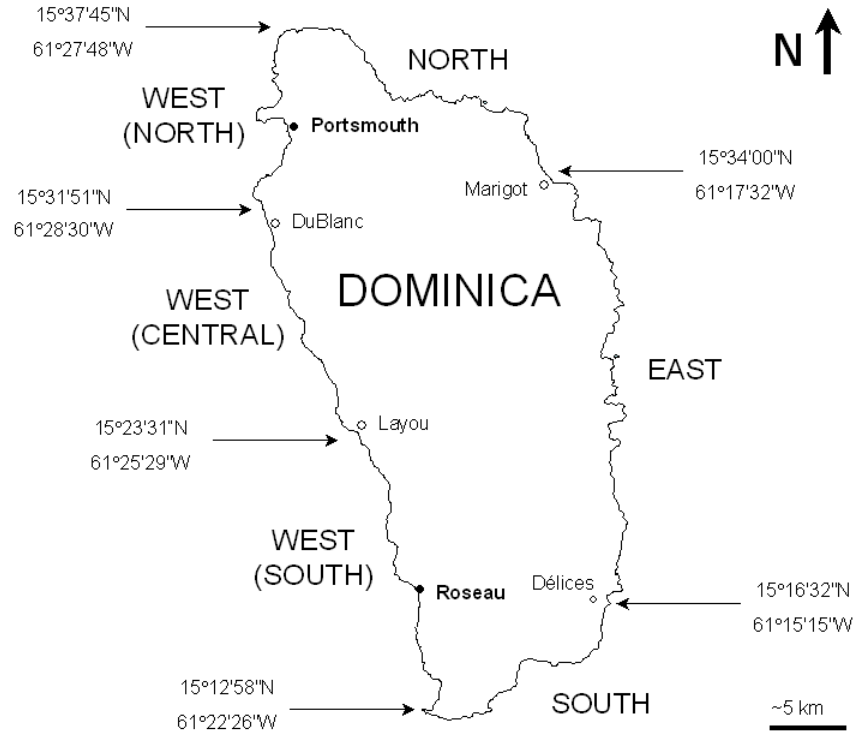 15°37'45"N
61°27'48"W
NORTH
N
WEST
(NORTH)
Portsmouth
15°34'00"N
61°17'32"W
Marigot
15°31'51"N
61°28'30"W
DuBlanc
DOMINICA
WEST
(CENTRAL)
EAST
15°23'31"N
61°25'29"W
Layou
WEST
(SOUTH)
Roseau
Délices
15°16'32"N
61°15'15"W
15°12'58"N
61°22'26"W
SOUTH
~5 km